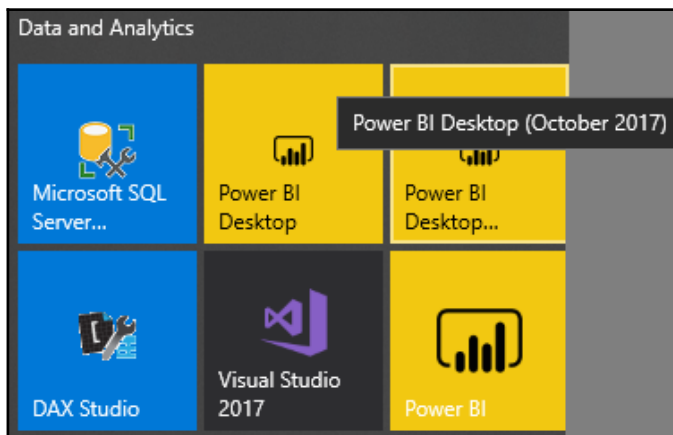 Data and Analytics
Power BI Desktop (October 2017)
Microsoft SQL
Server...
Power BI
Desktop
Power BI
Desktop...
DAX Studio
Visual Studio
2017
Power BI